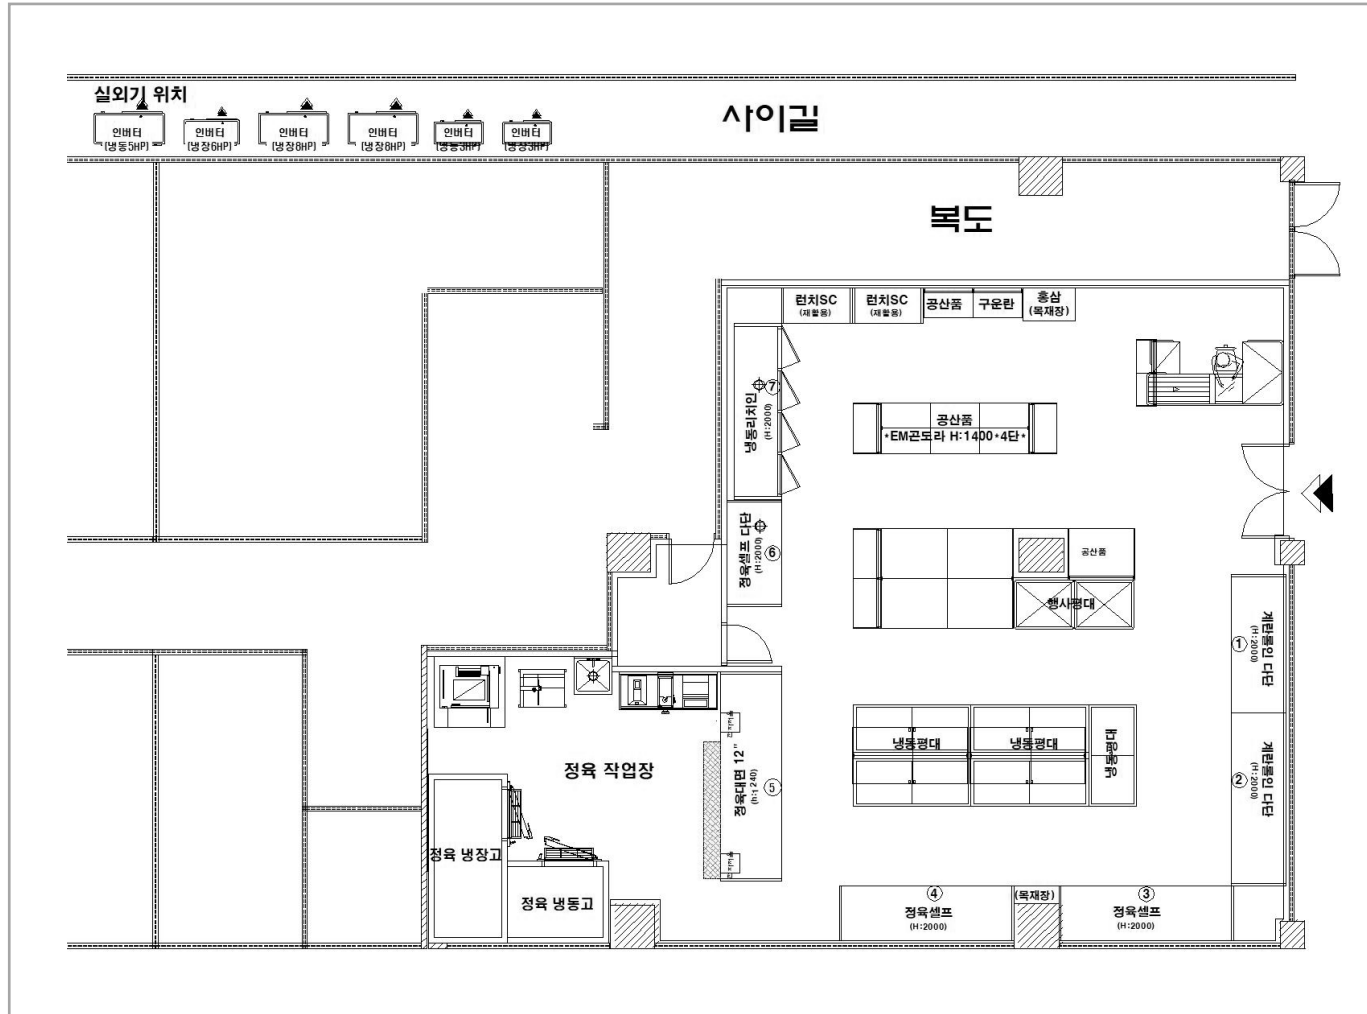 실외기 위치
사이길
인버터
(냉동5HP)
인버터
(냉장6HP)
인버터
(냉장8HP)
인버터
(냉장8HP)
인버터
(냉동3HP)
인버터
(냉장3HP)
복도
런치SC
(재활용)
런치SC
(재활용)
공산품
구운란
홍삼
(목재장)
냉동리치인
(H:2000)
⑦
공산품
*EM곤도라 H:1400*4단*
정육셀프 다단
(H:2000)
⑥
공산품
행사평대
①
계란물인 다단
(H:2000)
냉동평대
냉동평대
냉동평대
②
계란물인 다단
(H:2000)
정육 작업장
정육대면 12"
(h:1240)
⑤
정육 냉장고
정육 냉동고
④
정육셀프
(H:2000)
(목재장)
③
정육셀프
(H:2000)